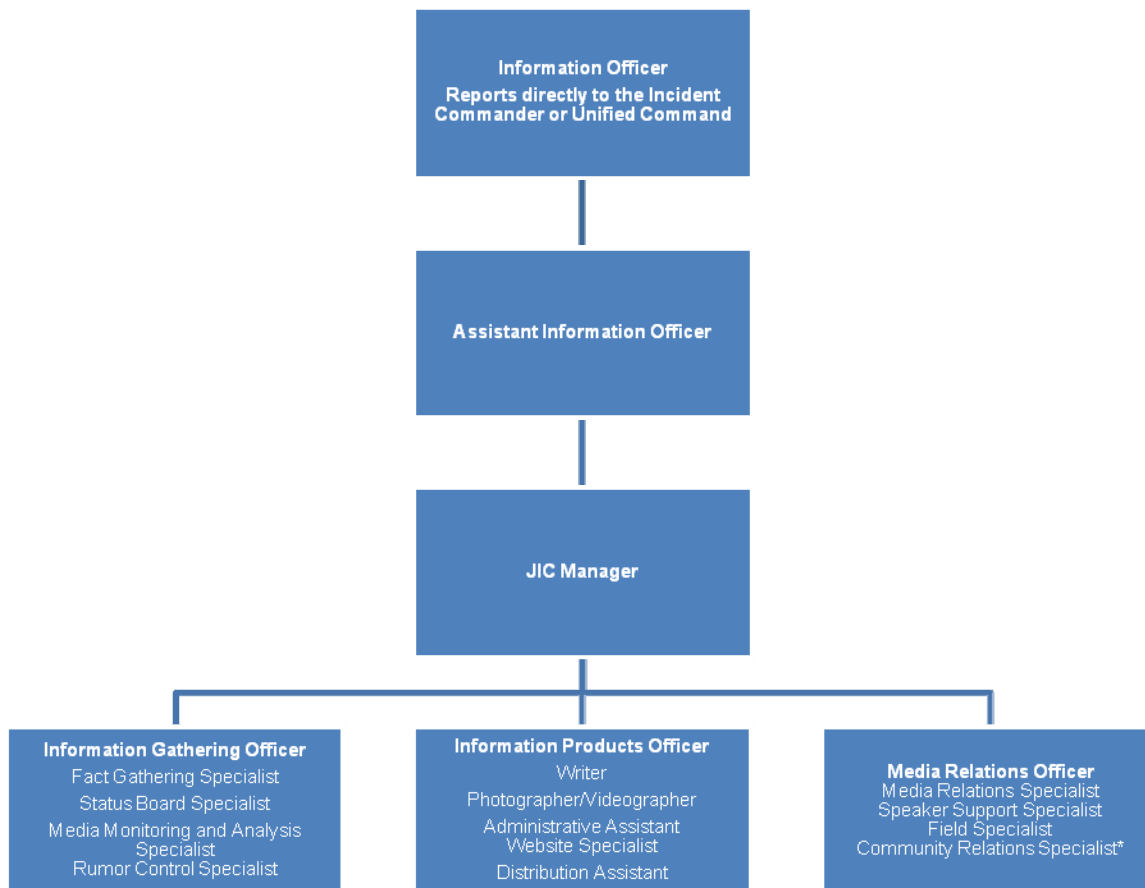 Information Officer
Reports directly to the Incident
Commander or Unified Command
Assistant Information Officer
JIC Manager
Information Gathering Officer
Fact Gathering Specialist
Status Board Specialist
Media Monitoring and Analysis
Specialist
Rumor Control Specialist
Information Products Officer
Writer
Photographer/Videographer
Administrative Assistant
Website Specialist
Distribution Assistant
Media Relations Officer
Media Relations Specialist
Speaker Support Specialist
Field Specialist
Community Relations Specialist*